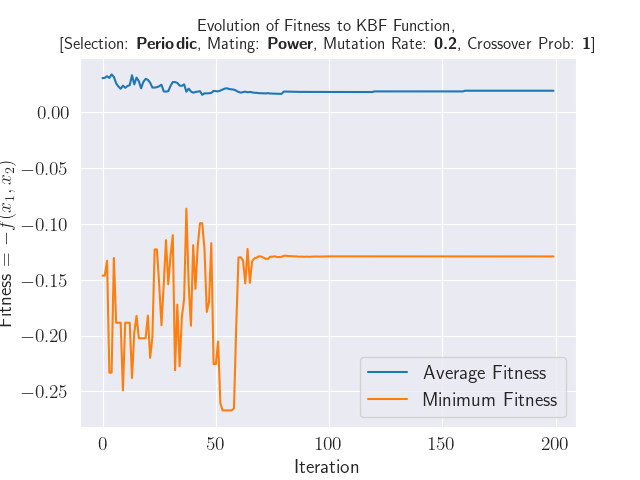 Evolution of Fitness to KBF Function,
[Selection: Periodic, Mating: Power, Mutation Rate: 0.2, Crossover Prob: 1]
Fitness = −f(x₁, x₂)
0.00
−0.05
−0.10
−0.15
−0.20
−0.25
Average Fitness
Minimum Fitness
0 50 100 150 200
Iteration